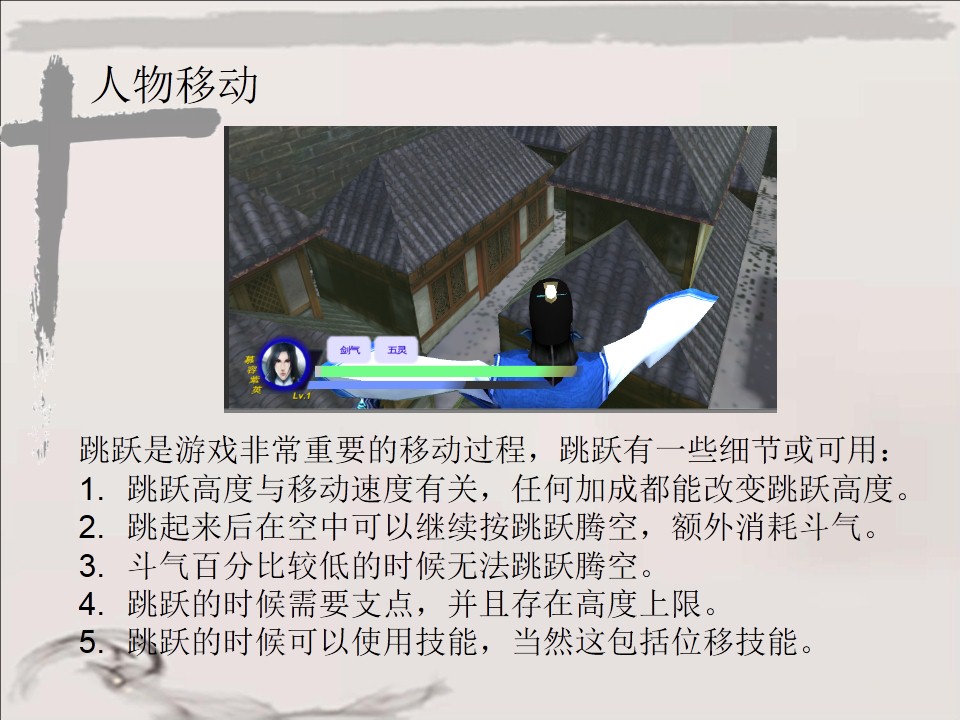 人物移动
剑气 五灵
慕容紫英
Lv.1
跳跃是游戏非常重要的移动过程，跳跃有一些细节或可用：
1. 跳跃高度与移动速度有关，任何加成都能改变跳跃高度。
2. 跳起来后在空中可以继续按跳跃腾空，额外消耗斗气。
3. 斗气百分比较低的时候无法跳跃腾空。
4. 跳跃的时候需要支点，并且存在高度上限。
5. 跳跃的时候可以使用技能，当然这包括位移技能。